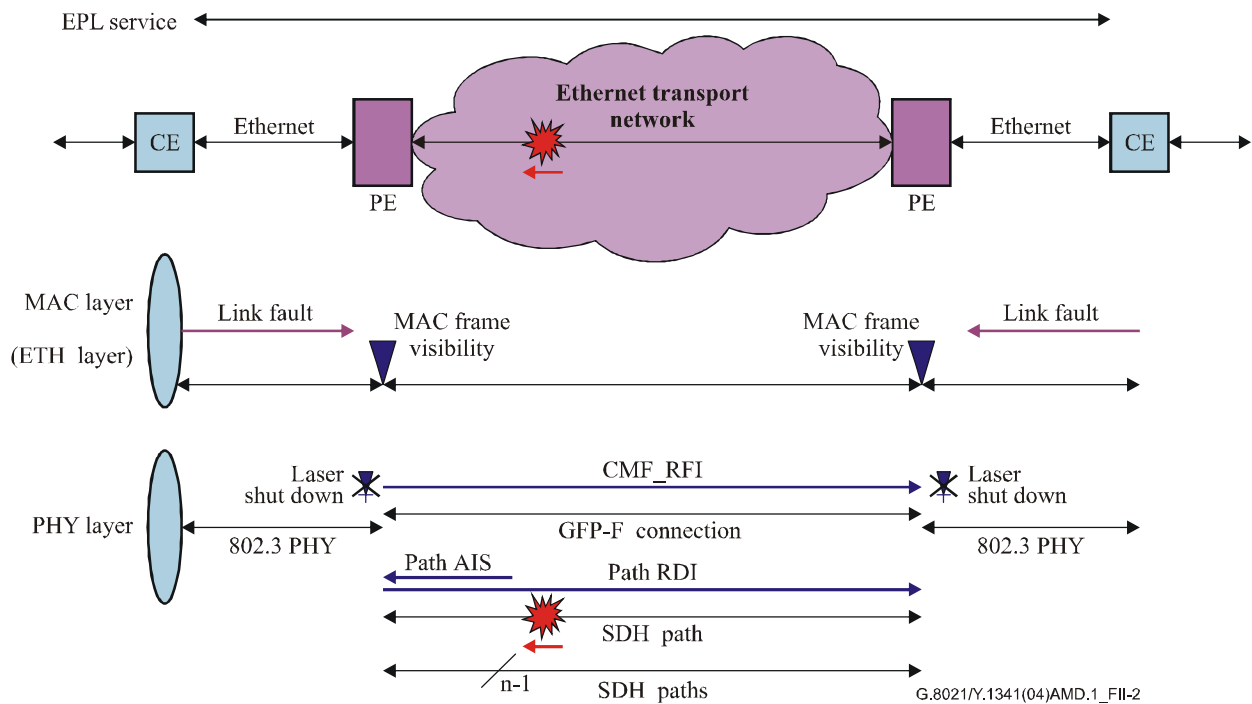 EPL service
Ethernet transport
network
CE
Ethernet
Ethernet
CE
PE
PE
MAC layer
(ETH layer)
Link fault
MAC frame
visibility
MAC frame
visibility
Link fault
PHY layer
Laser
shut down
CMF_RFI
Laser
shut down
GFP-F connection
802.3 PHY
802.3 PHY
Path AIS
Path RDI
SDH path
n-1
SDH paths
G.8021/Y.1341(04)AMD.1_FII-2